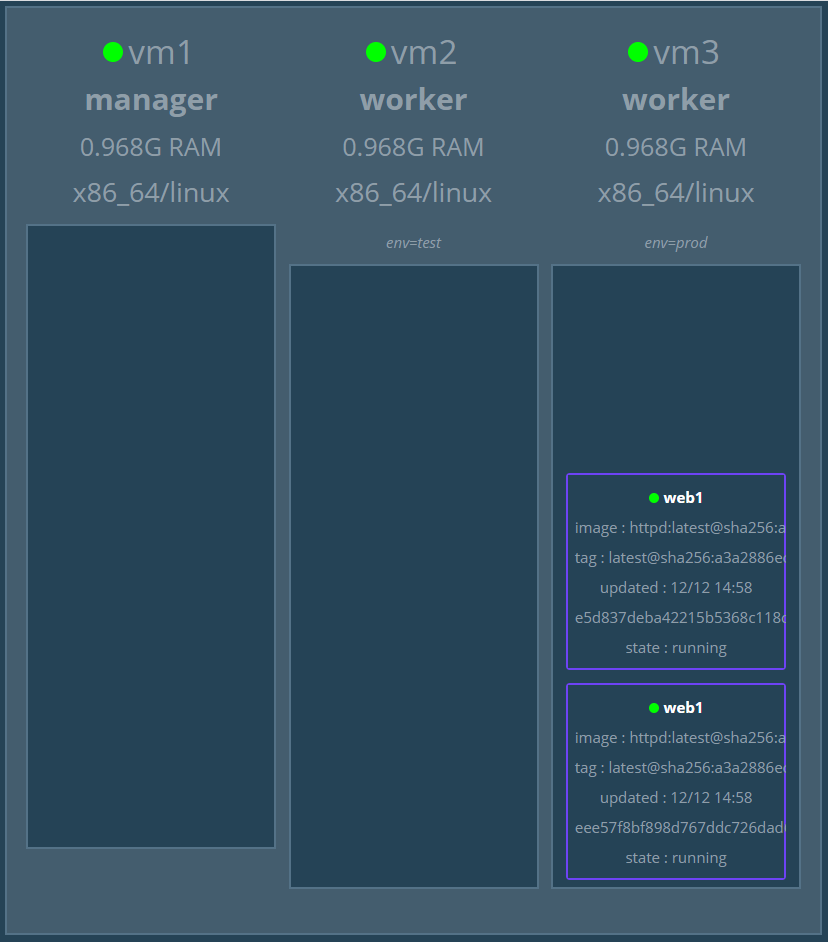 vm1
manager
0.968G RAM
x86_64/linux
vm2
worker
0.968G RAM
x86_64/linux
env=test
vm3
worker
0.968G RAM
x86_64/linux
env=prod
web1
image : httpd:latest@sha256:a
tag : latest@sha256:a3a2886e
updated : 12/12 14:58
e5d837deba42215b5368c118
state : running
web1
image : httpd:latest@sha256:a
tag : latest@sha256:a3a2886e
updated : 12/12 14:58
eee57f8bf898d767ddc726dad
state : running